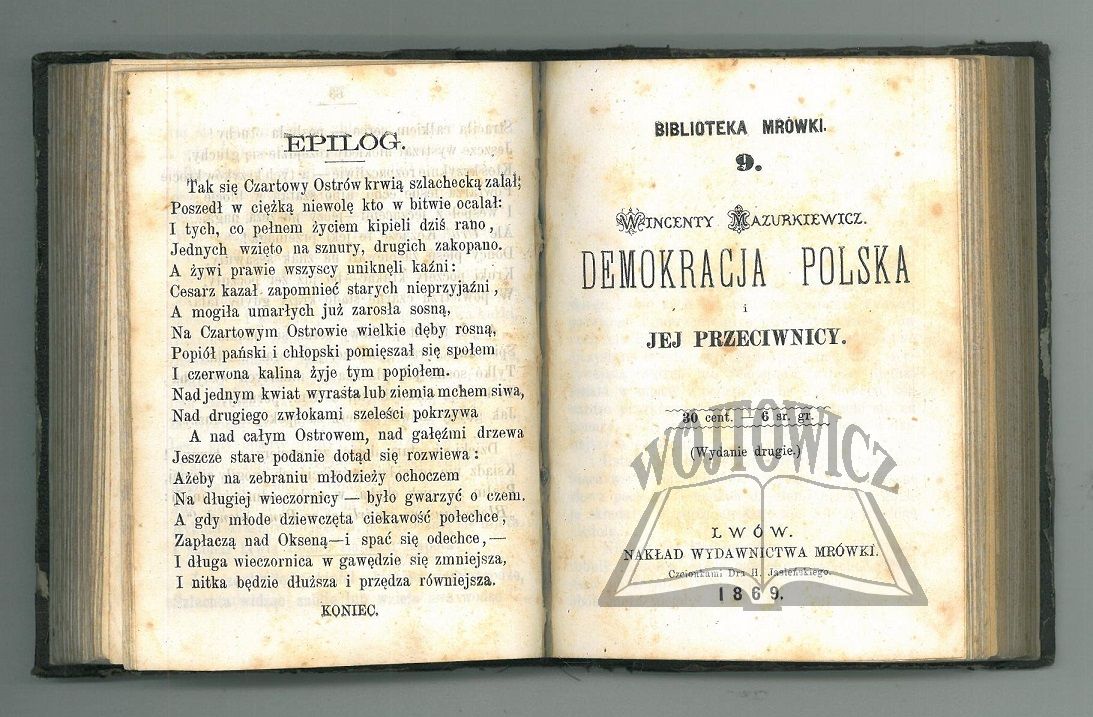 EPILOG.
Tak się Czartowy Ostrów krwią szlachecką zalał;
Poszedł w ciężką niewolę kto w bitwie ocalał:
I tych, co pełnem życiem kipieli dziś rano,
Jednych wzięto na sznury, drugich zakopano.
A żywi prawie wszyscy uniknęli kaźni:
Cesarz kazał zapomnieć starych nieprzyjaźni,
A mogiła umarłych już zarosła sosną,
Na Czartowym Ostrowie wielkie dęby rosną,
Popiół pański i chłopski pomięszał się społem
I czerwona kalina żyje tym popiołem.
Nad jednym kwiat wyrasta lub ziemia mchem siwa,
Nad drugiego zwłokami szeleści pokrzywa
A nad całym Ostrowem, nad gałęźmi drzewa
Jeszcze stare podanie dotąd się rozwiewa:
Ażeby na zebraniu młodzieży ochoczem
Na długiej wieczornicy — było gwarzyć o czem.
A gdy młode dziewczęta ciekawość połechce,
Zapłaczą nad Okseną—i spać się odechce,—
I długa wieczornica w gawędzie się zmniejsza,
I nitka będzie dłuższa i przędza równiejsza.
KONIEC.
BIBLIOTEKA MRÓWKI.
9.
WINCENTY MAZURKIEWICZ.
DEMOKRACJA POLSKA
i
JEJ PRZECIWNICY.
30 cent. — 6 sr. gr.
(Wydanie drugie.)
WÓJTOWICZ
LWÓW.
NAKŁAD WYDAWNICTWA MRÓWKI.
Czcionkami Dra H. Jasieńskiego.
1869.